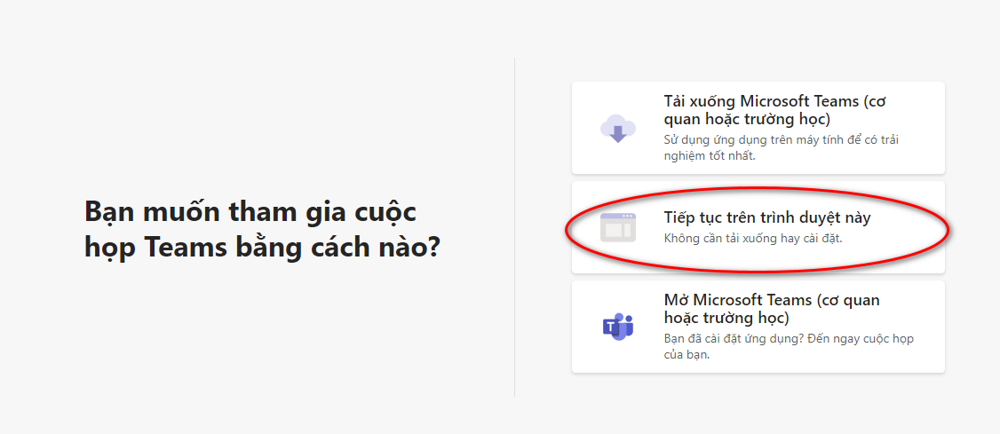 Bạn muốn tham gia cuộc
họp Teams bằng cách nào?
Tải xuống Microsoft Teams (cơ
quan hoặc trường học)
Sử dụng ứng dụng trên máy tính để có trải
nghiệm tốt nhất.
Tiếp tục trên trình duyệt này
Không cần tải xuống hay cài đặt.
Mở Microsoft Teams (cơ quan
hoặc trường học)
Bạn đã cài đặt ứng dụng? Đến ngay cuộc họp
của bạn.